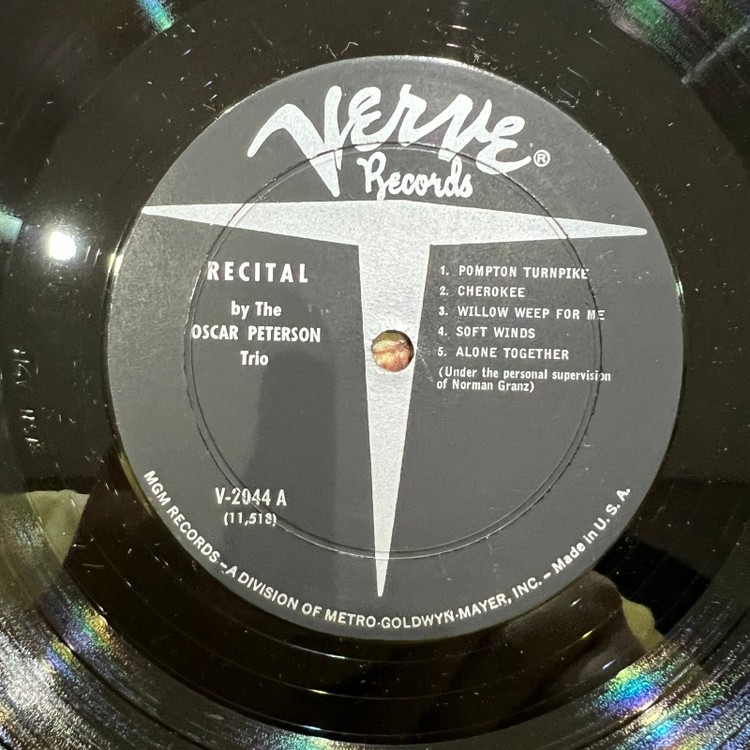 Verve®
Records
RECITAL
by The
OSCAR PETERSON
Trio
1. POMPTON TURNPIKE
2. CHEROKEE
3. WILLOW WEEP FOR ME
4. SOFT WINDS
5. ALONE TOGETHER
(Under the personal supervision
of Norman Granz)
V-2044 A
(11,518)
MGM RECORDS – A DIVISION OF METRO-GOLDWYN-MAYER, INC. – Made in U. S. A.